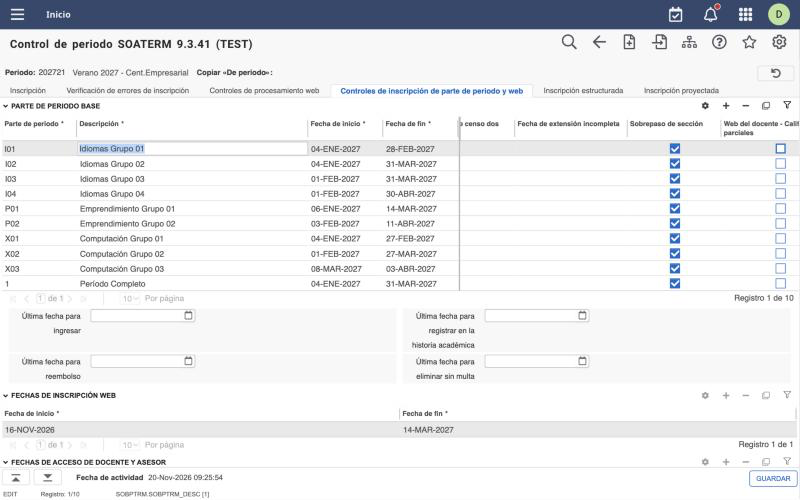 Inicio
D
Control de periodo SOATERM 9.3.41 (TEST)
Periodo: 202721 Verano 2027 - Cent.Empresarial Copiar «De periodo»:
Inscripción Verificación de errores de inscripción Controles de procesamiento web Controles de inscripción de parte de periodo y web Inscripción estructurada Inscripción proyectada
PARTE DE PERIODO BASE
Parte de periodo * Descripción * Fecha de inicio * Fecha de fin * censo dos Fecha de extensión incompleta Sobrepaso de sección Web del docente - Calif
parciales
I01 Idiomas Grupo 01 04-ENE-2027 28-FEB-2027
I02 Idiomas Grupo 02 04-ENE-2027 31-MAR-2027
I03 Idiomas Grupo 03 01-FEB-2027 31-MAR-2027
I04 Idiomas Grupo 04 01-FEB-2027 30-ABR-2027
P01 Emprendimiento Grupo 01 06-ENE-2027 14-MAR-2027
P02 Emprendimiento Grupo 02 03-FEB-2027 11-ABR-2027
X01 Computación Grupo 01 04-ENE-2027 27-FEB-2027
X02 Computación Grupo 02 01-FEB-2027 27-MAR-2027
X03 Computación Grupo 03 08-MAR-2027 03-ABR-2027
1 Período Completo 04-ENE-2027 31-MAR-2027
1 de 1 10 Por página Registro 1 de 10
Última fecha para
ingresar
Última fecha para
registrar en la
historia académica
Última fecha para
reembolso
Última fecha para
eliminar sin multa
FECHAS DE INSCRIPCIÓN WEB
Fecha de inicio * Fecha de fin *
16-NOV-2026 14-MAR-2027
1 de 1 10 Por página Registro 1 de 1
FECHAS DE ACCESO DE DOCENTE Y ASESOR
Fecha de actividad 20-Nov-2026 09:25:54 GUARDAR
EDIT Registro: 1/10 SOBPTRM.SOBPTRM_DESC [1]